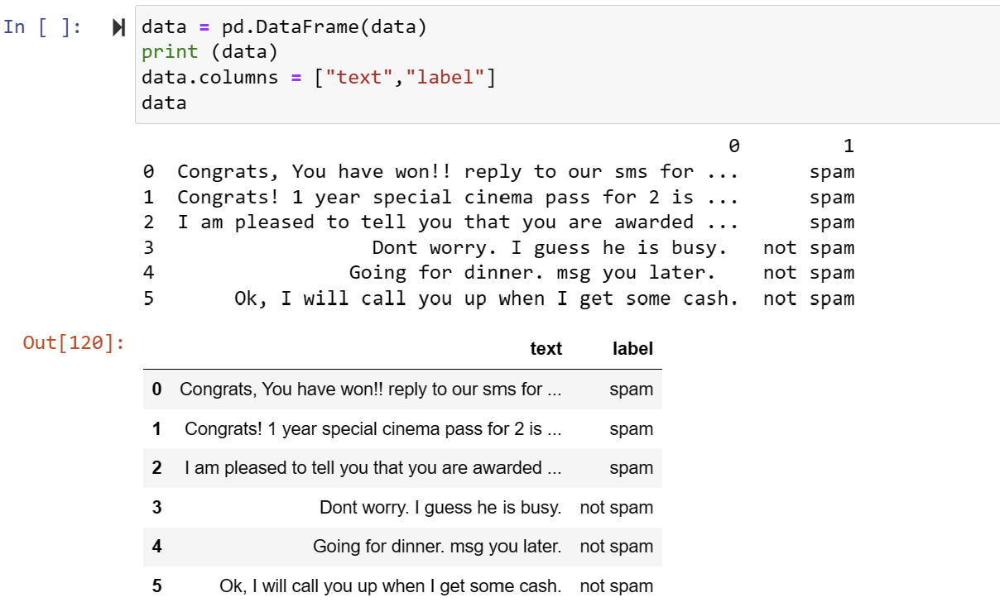 In [ ]: data = pd.DataFrame(data)
print (data)
data.columns = ["text","label"]
data
0 1
0 Congrats, You have won!! reply to our sms for ... spam
1 Congrats! 1 year special cinema pass for 2 is ... spam
2 I am pleased to tell you that you are awarded ... spam
3 Dont worry. I guess he is busy. not spam
4 Going for dinner. msg you later. not spam
5 Ok, I will call you up when I get some cash. not spam
Out[120]:
text label
0 Congrats, You have won!! reply to our sms for ... spam
1 Congrats! 1 year special cinema pass for 2 is ... spam
2 I am pleased to tell you that you are awarded ... spam
3 Dont worry. I guess he is busy. not spam
4 Going for dinner. msg you later. not spam
5 Ok, I will call you up when I get some cash. not spam